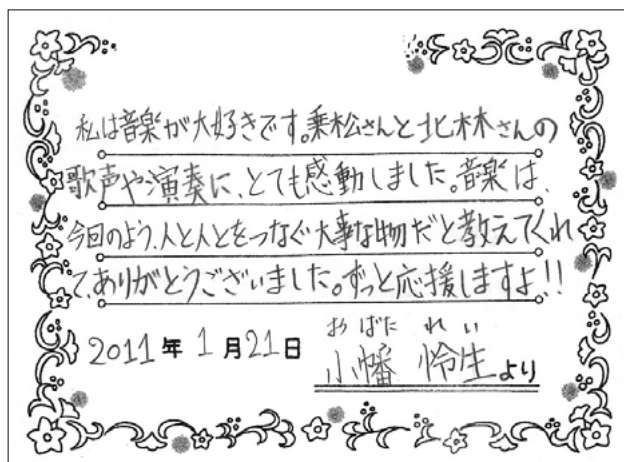 私は音楽が大好きです。乗松さんと北林さんの
歌声や演奏に、とても感動しました。音楽は、
今回のよう、人と人とをつなぐ大事な物だと教えてくれ
て、ありがとうございました。ずっと応援しますよ!!
2011年 1月21日
おばた れい
小幡 怜生より